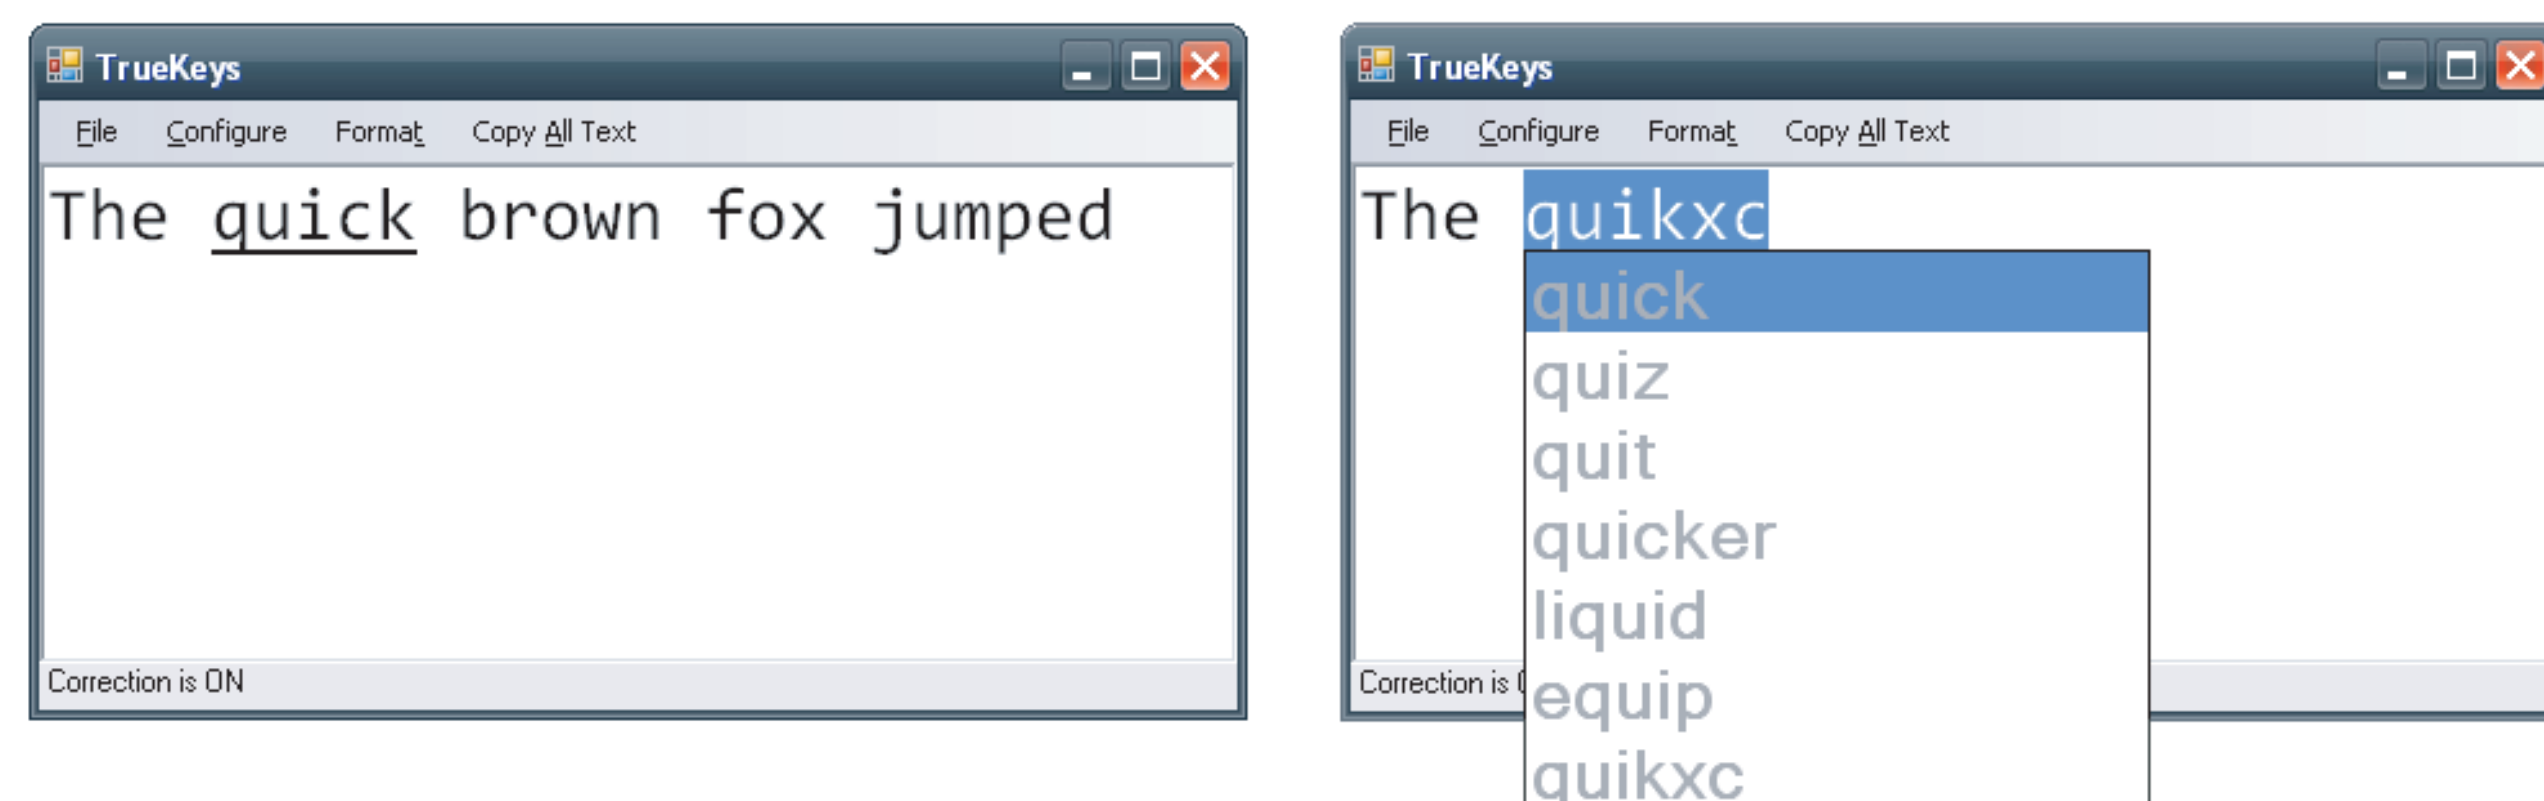 TrueKeys
File Configure Format Copy All Text
The quick brown fox jumped
Correction is ON
TrueKeys
File Configure Format Copy All Text
The quikxc
quick
quiz
quit
quicker
liquid
equip
quikxc
Correction is